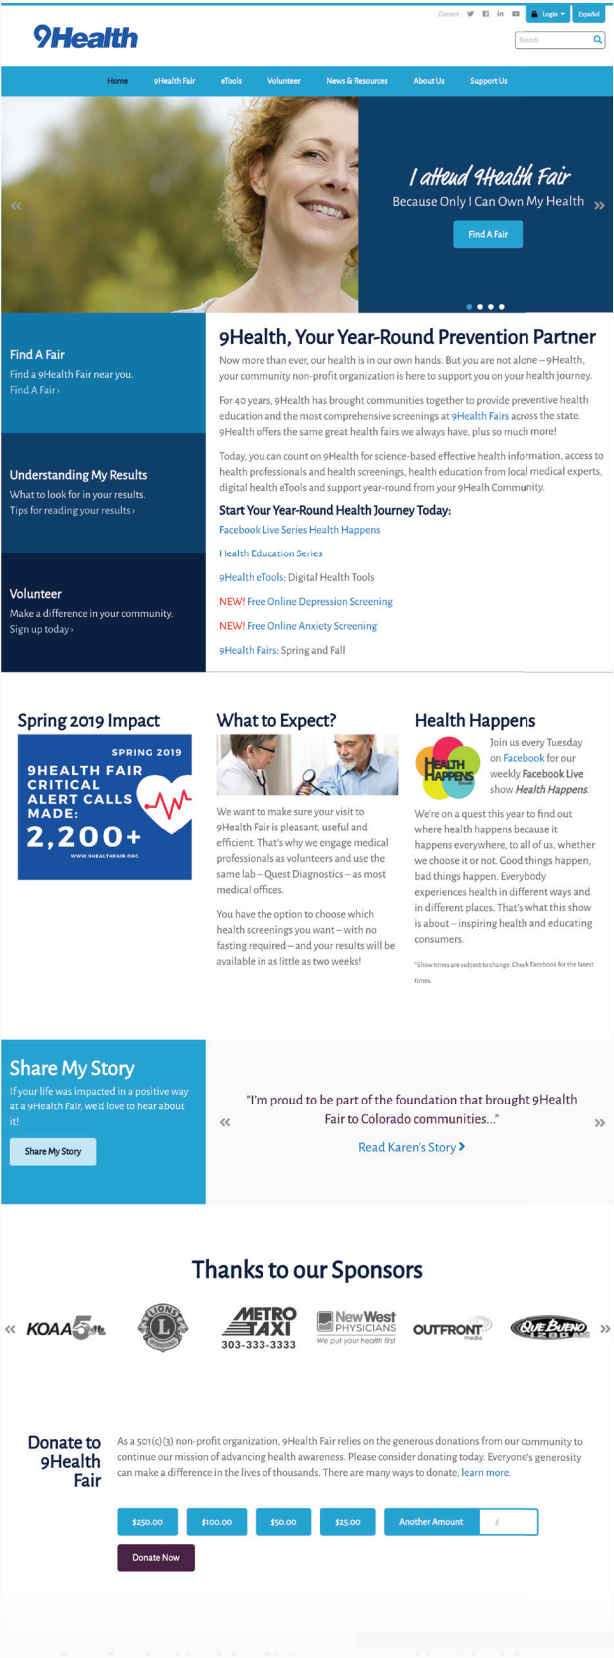 Contact
Login
Español
9Health
Search
Home
9Health Fair
eTools
Volunteer
News & Resources
About Us
Support Us
I attend 9Health Fair
Because Only I Can Own My Health
Find A Fair
Find A Fair
Find a 9Health Fair near you.
Find A Fair ›
Understanding My Results
What to look for in your results.
Tips for reading your results ›
Volunteer
Make a difference in your community.
Sign up today ›
9Health, Your Year-Round Prevention Partner
Now more than ever, our health is in our own hands. But you are not alone – 9Health,
your community non-profit organization is here to support you on your health journey.
For 40 years, 9Health has brought communities together to provide preventive health
education and the most comprehensive screenings at 9Health Fairs across the state.
9Health offers the same great health fairs we always have, plus so much more!
Today, you can count on 9Health for science-based effective health information, access to
health professionals and health screenings, health education from local medical experts,
digital health eTools and support year-round from your 9Health Community.
Start Your Year-Round Health Journey Today:
Facebook Live Series Health Happens
Health Education Series
9Health eTools: Digital Health Tools
NEW! Free Online Depression Screening
NEW! Free Online Anxiety Screening
9Health Fairs: Spring and Fall
Spring 2019 Impact
SPRING 2019
9HEALTH FAIR
CRITICAL
ALERT CALLS
MADE:
2,200+
WWW.9HEALTHFAIR.ORG
What to Expect?
We want to make sure your visit to
9Health Fair is pleasant, useful and
efficient. That's why we engage medical
professionals as volunteers and use the
same lab – Quest Diagnostics – as most
medical offices.
You have the option to choose which
health screenings you want – with no
fasting required – and your results will be
available in as little as two weeks!
Health Happens
HEALTH
HAPPENS
Join us every Tuesday
on Facebook for our
weekly Facebook Live
show Health Happens.
We're on a quest this year to find out
where health happens because it
happens everywhere, to all of us, whether
we choose it or not. Good things happen,
bad things happen. Everybody
experiences health in different ways and
in different places. That's what this show
is about – inspiring health and educating
consumers.
*Show times are subject to change. Check Facebook for the latest
times.
Share My Story
If your life was impacted in a positive way
at a 9Health Fair, we'd love to hear about
it!
Share My Story
"I'm proud to be part of the foundation that brought 9Health
Fair to Colorado communities..."
Read Karen's Story
Thanks to our Sponsors
KOAA5
LIONS
L
INTERNATIONAL
METRO
TAXI
303-333-3333
New West
PHYSICIANS
We put your health first
OUTFRONT
media
QUE BUENO
1280 AM
Donate to
9Health
Fair
As a 501(c)(3) non-profit organization, 9Health Fair relies on the generous donations from our community to
continue our mission of advancing health awareness. Please consider donating today. Everyone's generosity
can make a difference in the lives of thousands. There are many ways to donate, learn more.
$250.00
$100.00
$50.00
$25.00
Another Amount
$
Donate Now